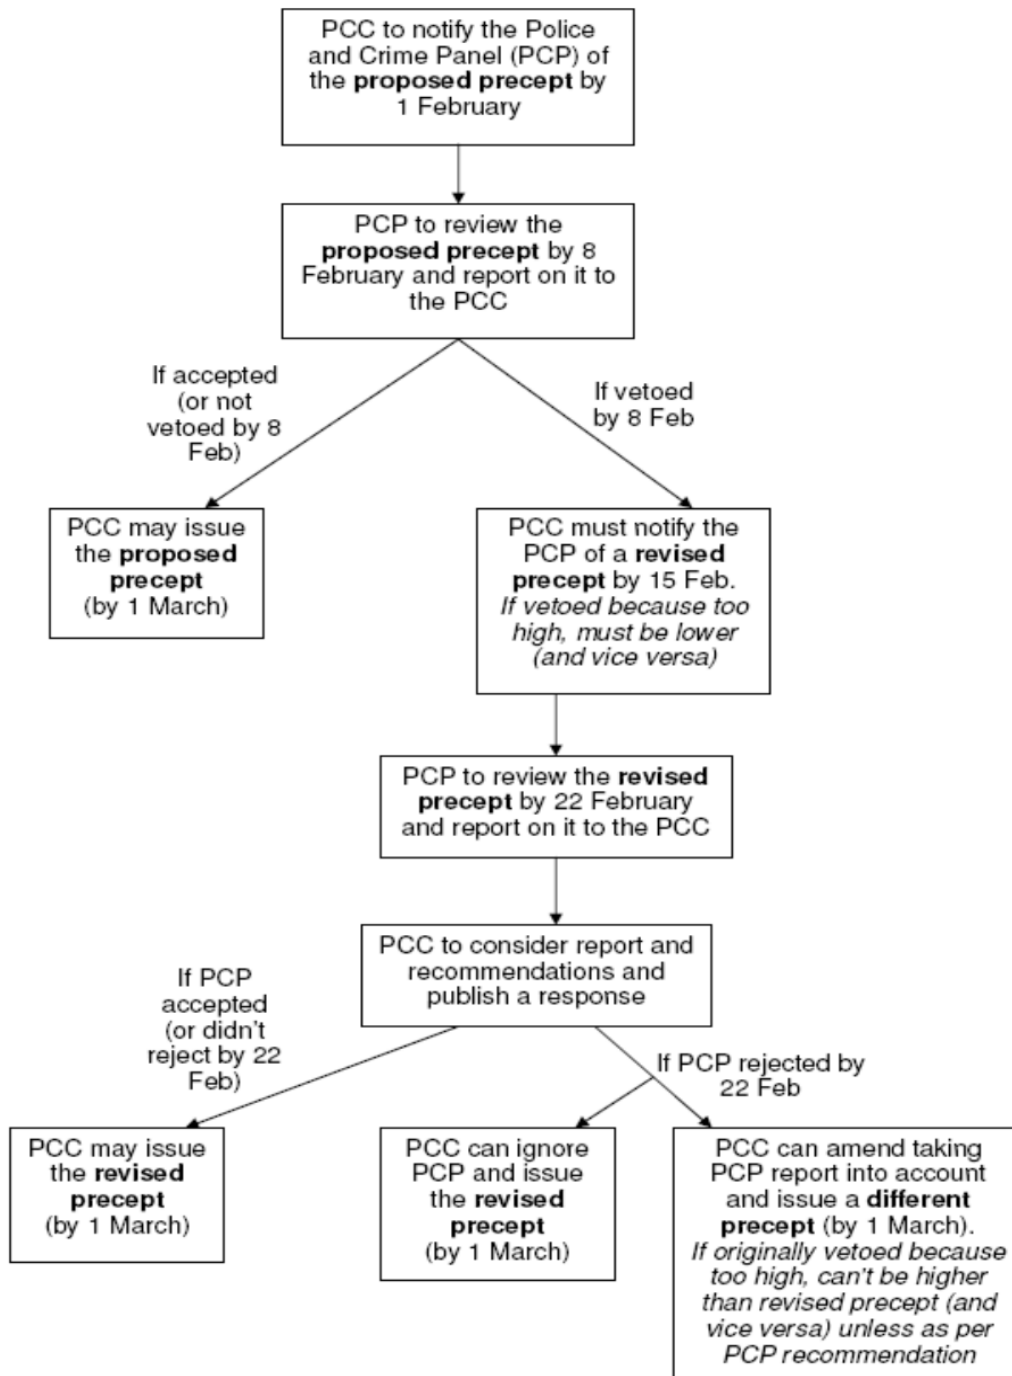 PCC to notify the Police
and Crime Panel (PCP) of
the proposed precept by
1 February
PCP to review the
proposed precept by 8
February and report on it to
the PCC
If accepted
(or not
vetoed by 8
Feb)
If vetoed
by 8 Feb
PCC may issue
the proposed
precept
(by 1 March)
PCC must notify the
PCP of a revised
precept by 15 Feb.
If vetoed because too
high, must be lower
(and vice versa)
PCP to review the revised
precept by 22 February
and report on it to the PCC
PCC to consider report and
recommendations and
publish a response
If PCP
accepted
(or didn't
reject by 22
Feb)
If PCP rejected by
22 Feb
PCC may issue
the revised
precept
(by 1 March)
PCC can ignore
PCP and issue
the revised
precept
(by 1 March)
PCC can amend taking
PCP report into account
and issue a different
precept (by 1 March).
If originally vetoed because
too high, can't be higher
than revised precept (and
vice versa) unless as per
PCP recommendation